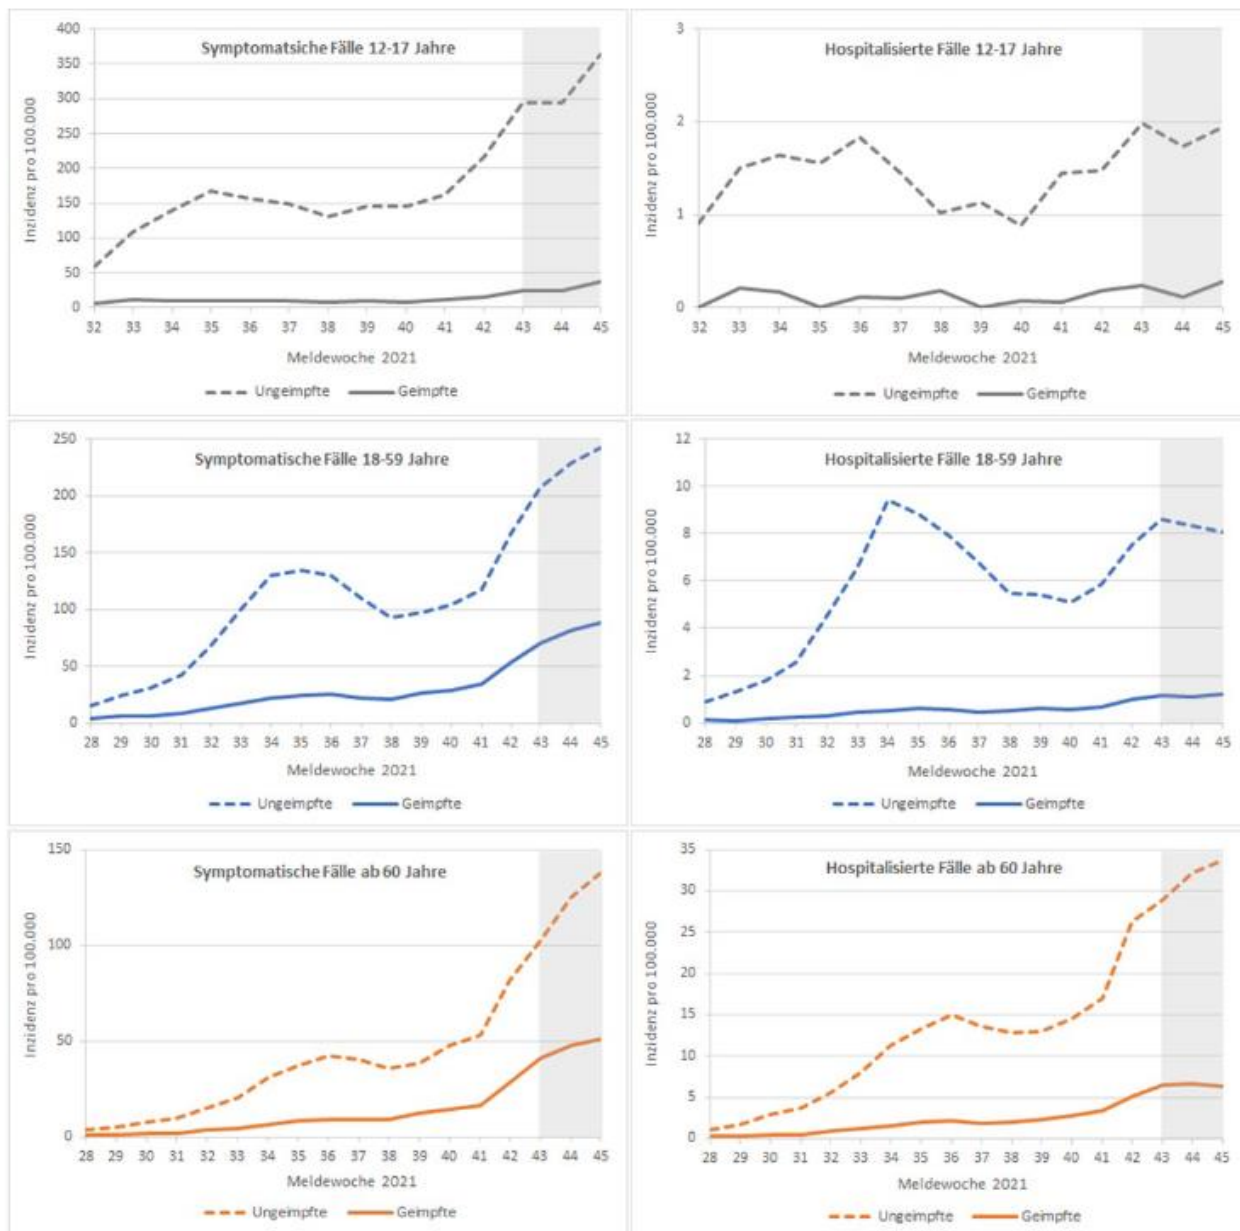 Symptomatsiche Fälle 12-17 Jahre
Inzidenz pro 100.000
400
350
300
250
200
150
100
50
0
32 33 34 35 36 37 38 39 40 41 42 43 44 45
Meldewoche 2021
Ungeimpfte Geimpfte
Hospitalisierte Fälle 12-17 Jahre
Inzidenz pro 100.000
3
2
1
0
32 33 34 35 36 37 38 39 40 41 42 43 44 45
Meldewoche 2021
Ungeimpfte Geimpfte
Symptomatische Fälle 18-59 Jahre
Inzidenz pro 100.000
250
200
150
100
50
0
28 29 30 31 32 33 34 35 36 37 38 39 40 41 42 43 44 45
Meldewoche 2021
Ungeimpfte Geimpfte
Hospitalisierte Fälle 18-59 Jahre
Inzidenz pro 100.000
12
10
8
6
4
2
0
28 29 30 31 32 33 34 35 36 37 38 39 40 41 42 43 44 45
Meldewoche 2021
Ungeimpfte Geimpfte
Symptomatische Fälle ab 60 Jahre
Inzidenz pro 100.000
150
100
50
0
28 29 30 31 32 33 34 35 36 37 38 39 40 41 42 43 44 45
Meldewoche 2021
Ungeimpfte Geimpfte
Hospitalisierte Fälle ab 60 Jahre
Inzidenz pro 100.000
35
30
25
20
15
10
5
0
28 29 30 31 32 33 34 35 36 37 38 39 40 41 42 43 44 45
Meldewoche 2021
Ungeimpfte Geimpfte